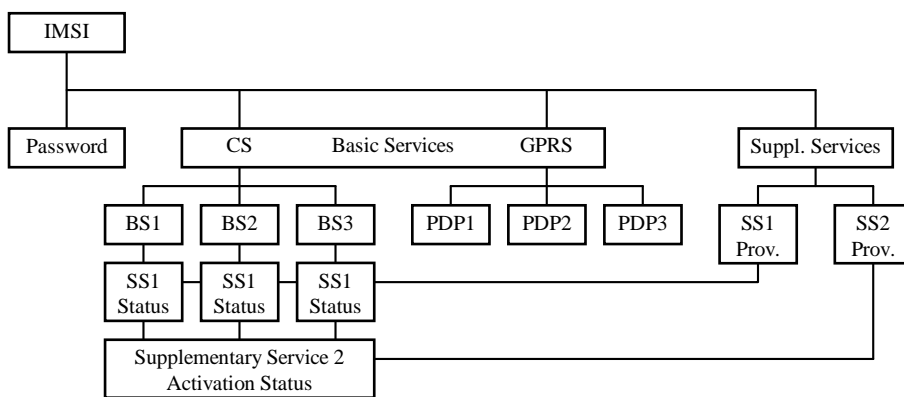 IMSI
Password
CS Basic Services GPRS
Suppl. Services
BS1
BS2
BS3
PDP1
PDP2
PDP3
SS1
Prov.
SS2
Prov.
SS1
Status
SS1
Status
SS1
Status
Supplementary Service 2
Activation Status